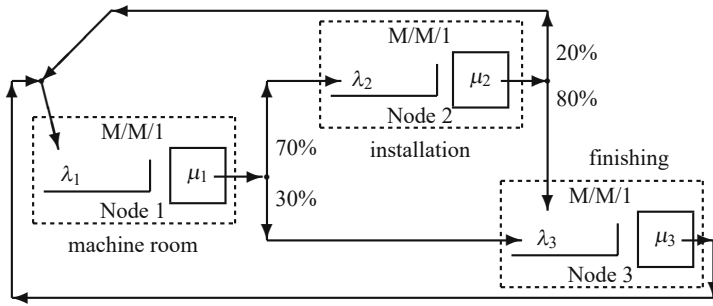 M/M/1
20%
λ2
μ2
80%
Node 2
installation
M/M/1
70%
λ1
μ1
30%
Node 1
machine room
finishing
M/M/1
λ3
μ3
Node 3